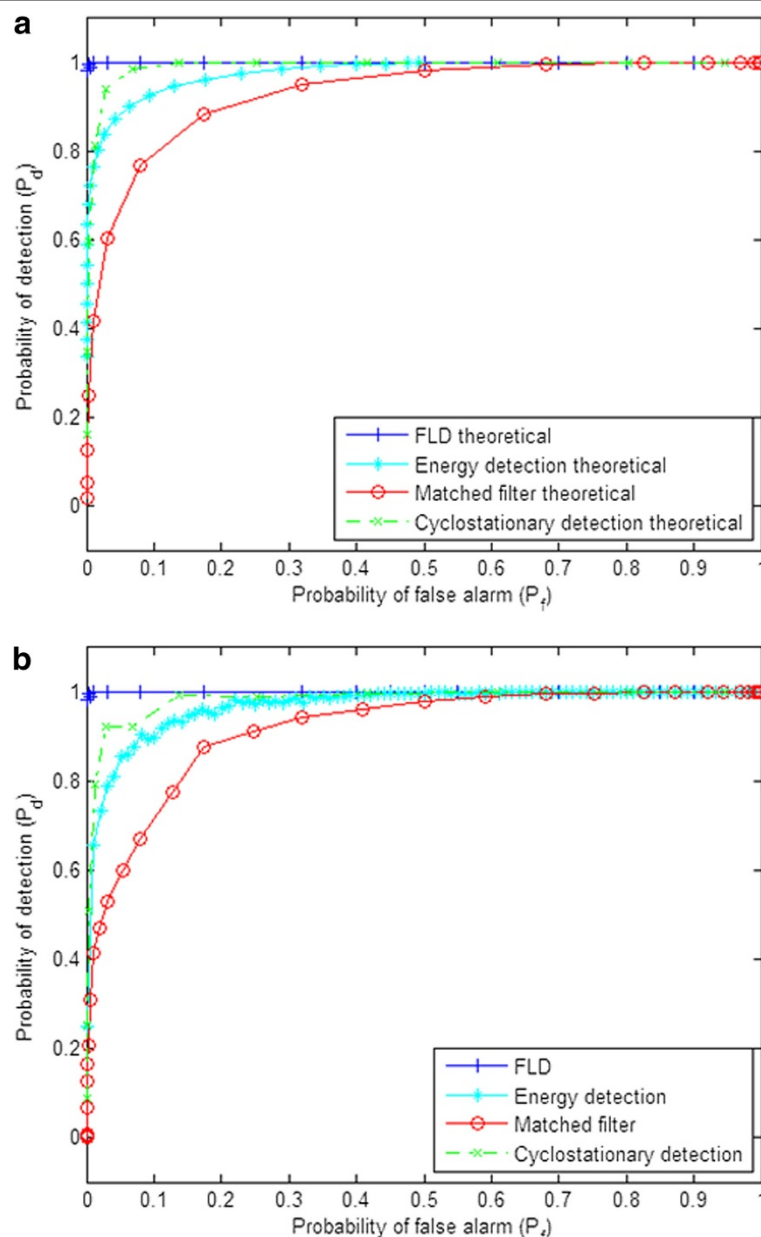 a
1
0.8
0.6
0.4
0.2
0
Probability of detection (P_d)
FLD theoretical
Energy detection theoretical
Matched filter theoretical
Cyclostationary detection theoretical
0 0.1 0.2 0.3 0.4 0.5 0.6 0.7 0.8 0.9 1
Probability of false alarm (P_f)
b
1
0.8
0.6
0.4
0.2
0
Probability of detection (P_d)
FLD
Energy detection
Matched filter
Cyclostationary detection
0 0.1 0.2 0.3 0.4 0.5 0.6 0.7 0.8 0.9 1
Probability of false alarm (P_f)